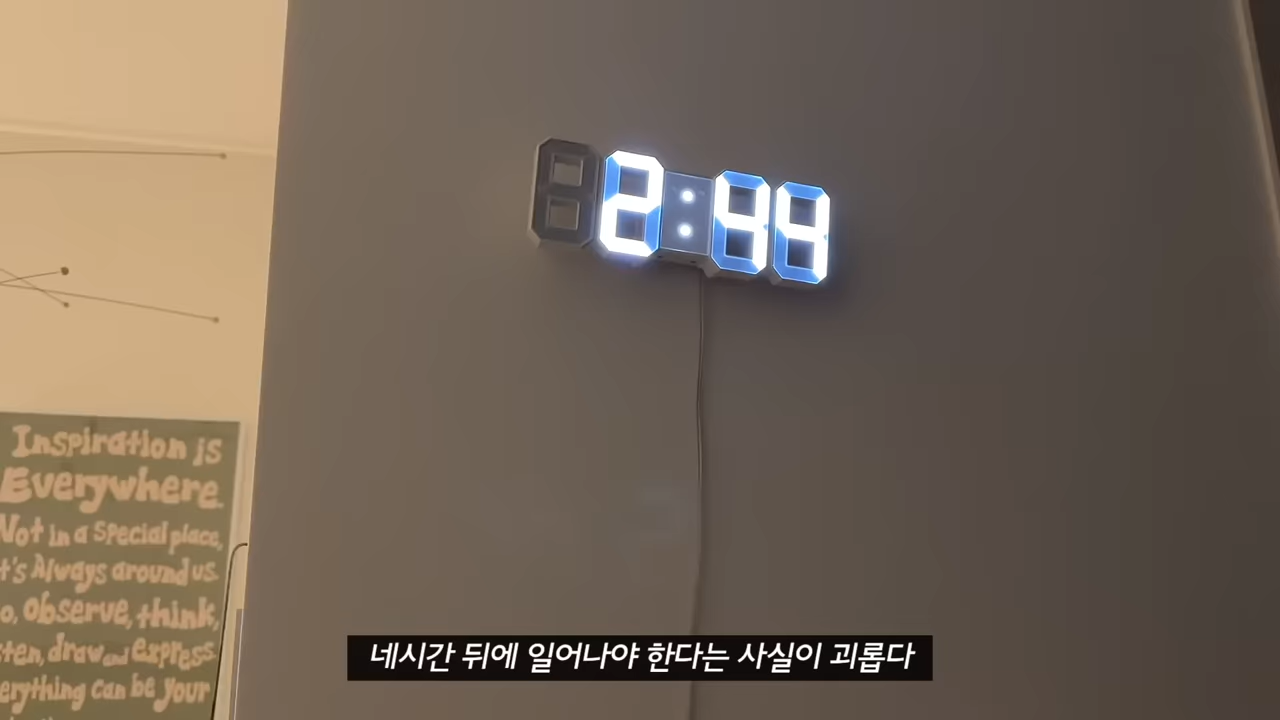 2:44
Inspiration is
Everywhere.
Not in a special place,
t's Always around us.
o, observe, think,
ten, draw and express.
erything can be your
네시간 뒤에 일어나야 한다는 사실이 괴롭다